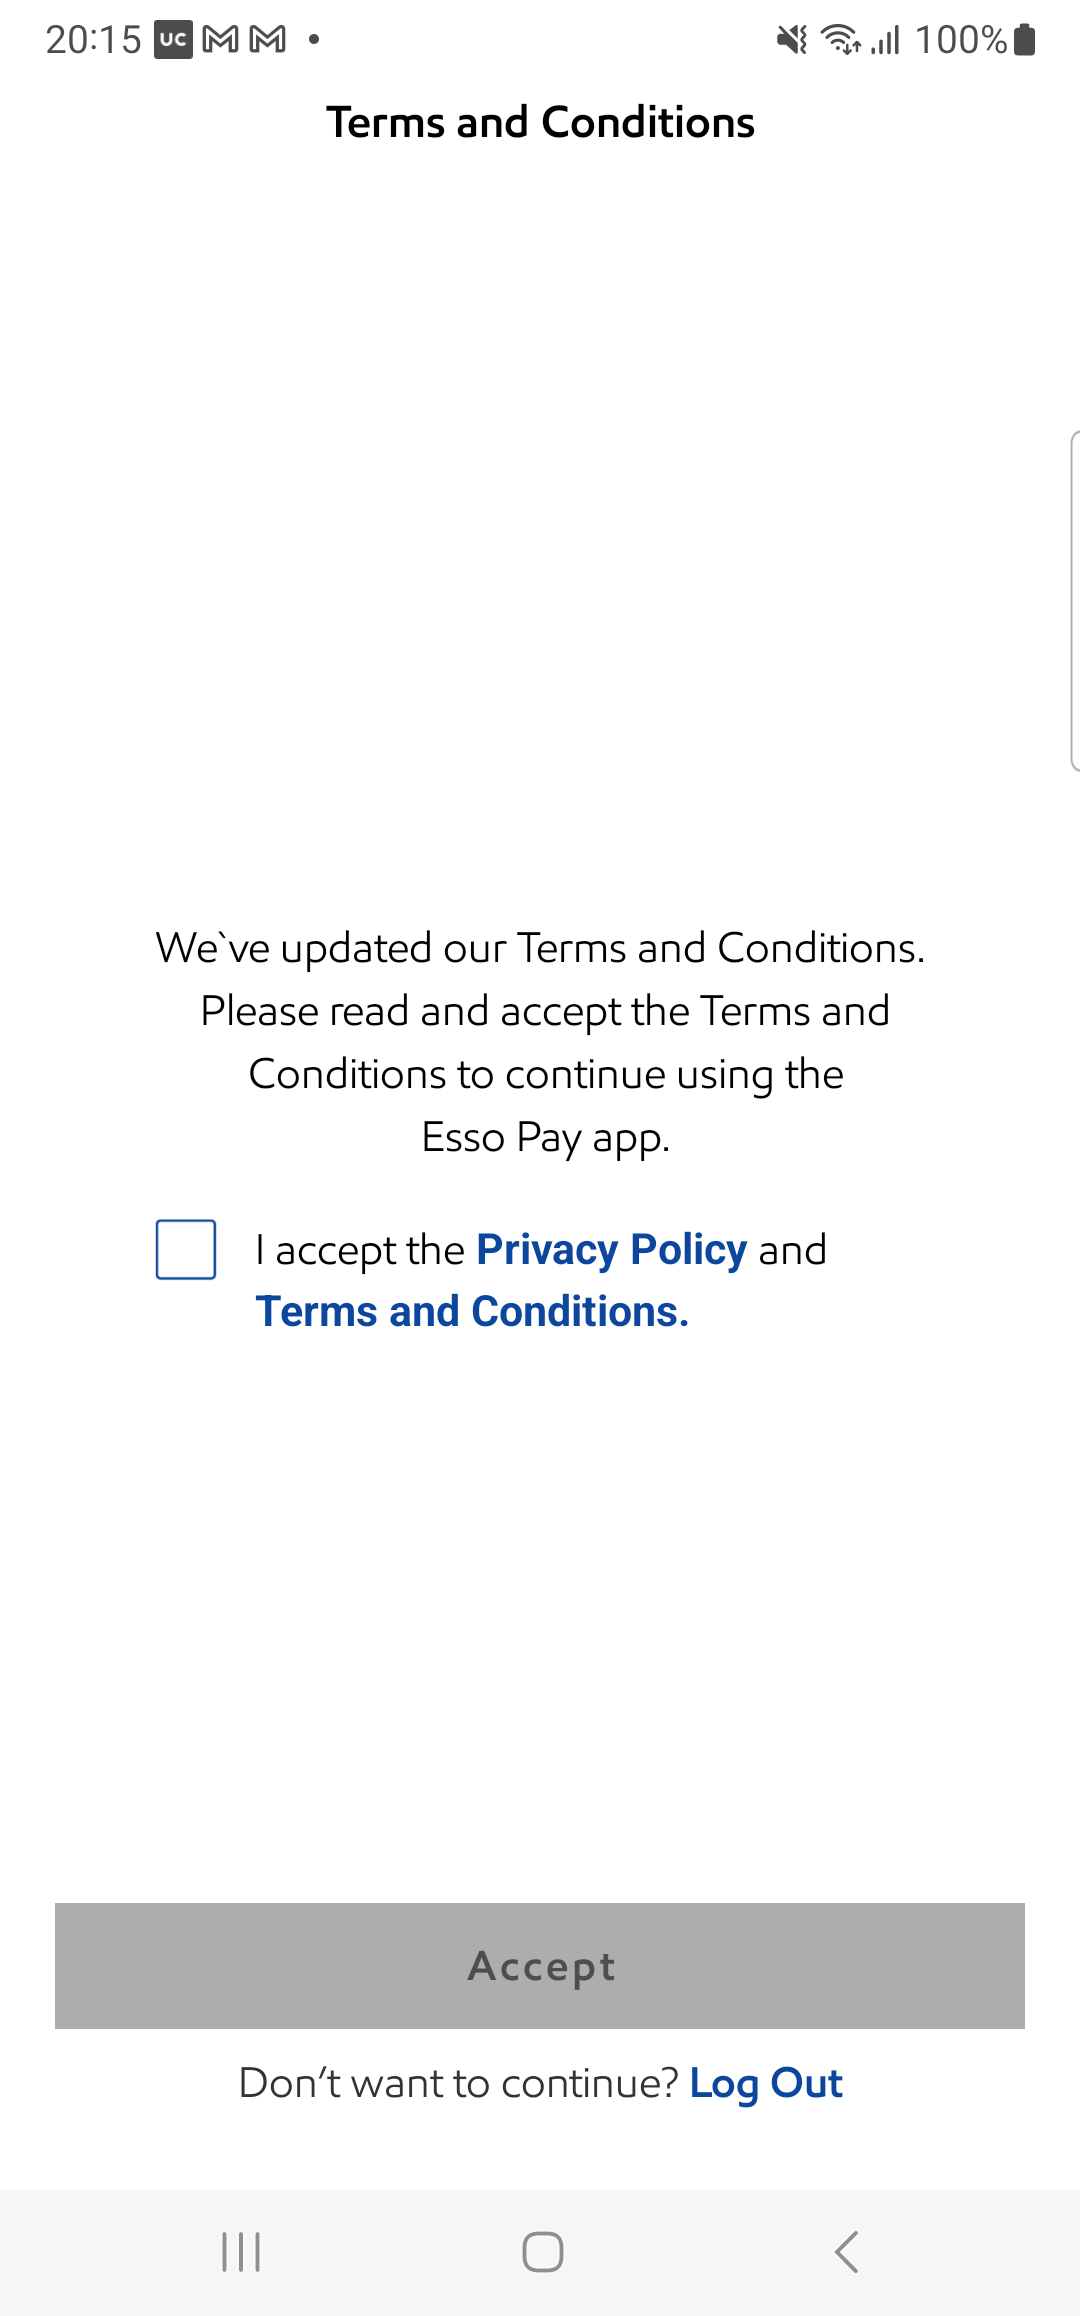 20:15 UC 100%
Terms and Conditions
We`ve updated our Terms and Conditions.
Please read and accept the Terms and
Conditions to continue using the
Esso Pay app.
I accept the Privacy Policy and
Terms and Conditions.
Accept
Don’t want to continue? Log Out